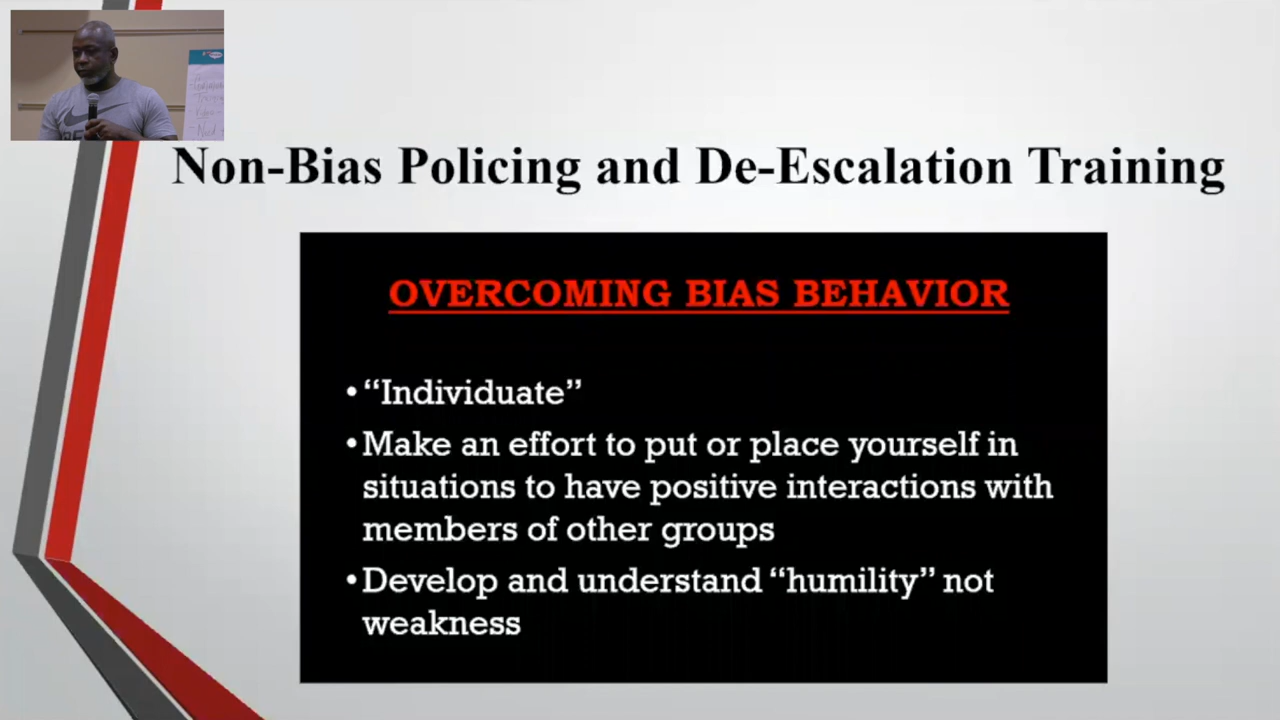 Non-Bias Policing and De-Escalation Training
OVERCOMING BIAS BEHAVIOR
•“Individuate”
•Make an effort to put or place yourself in
situations to have positive interactions with
members of other groups
•Develop and understand “humility” not
weakness